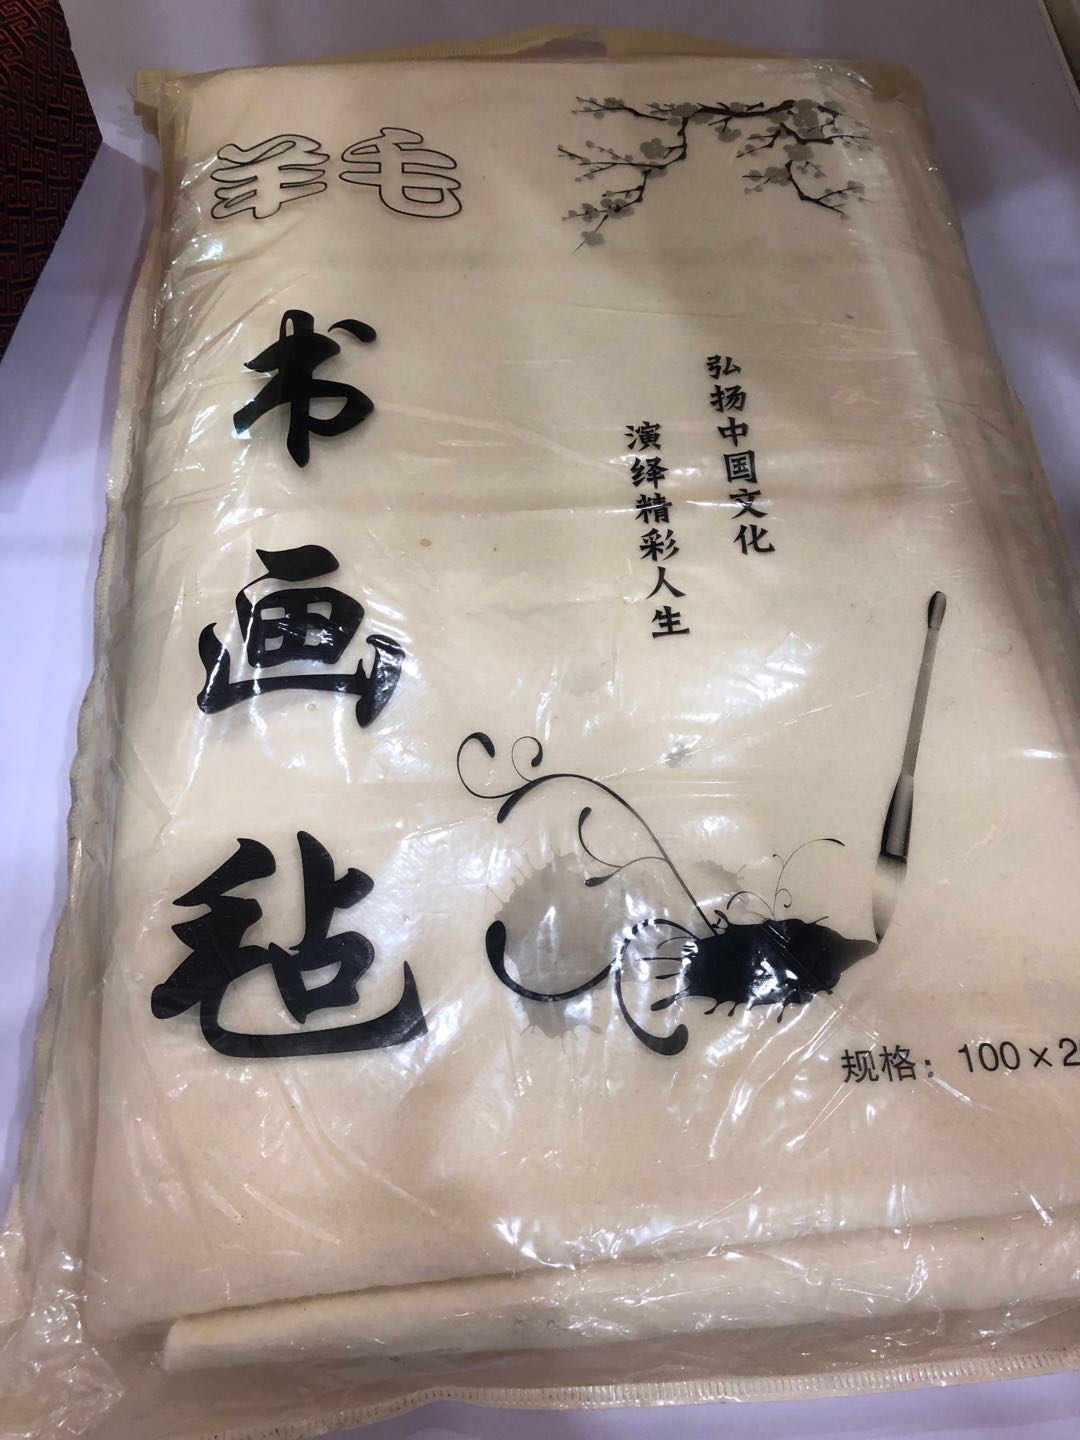 羊毛
书画毡
弘扬中国文化
演绎精彩人生
规格：100×2